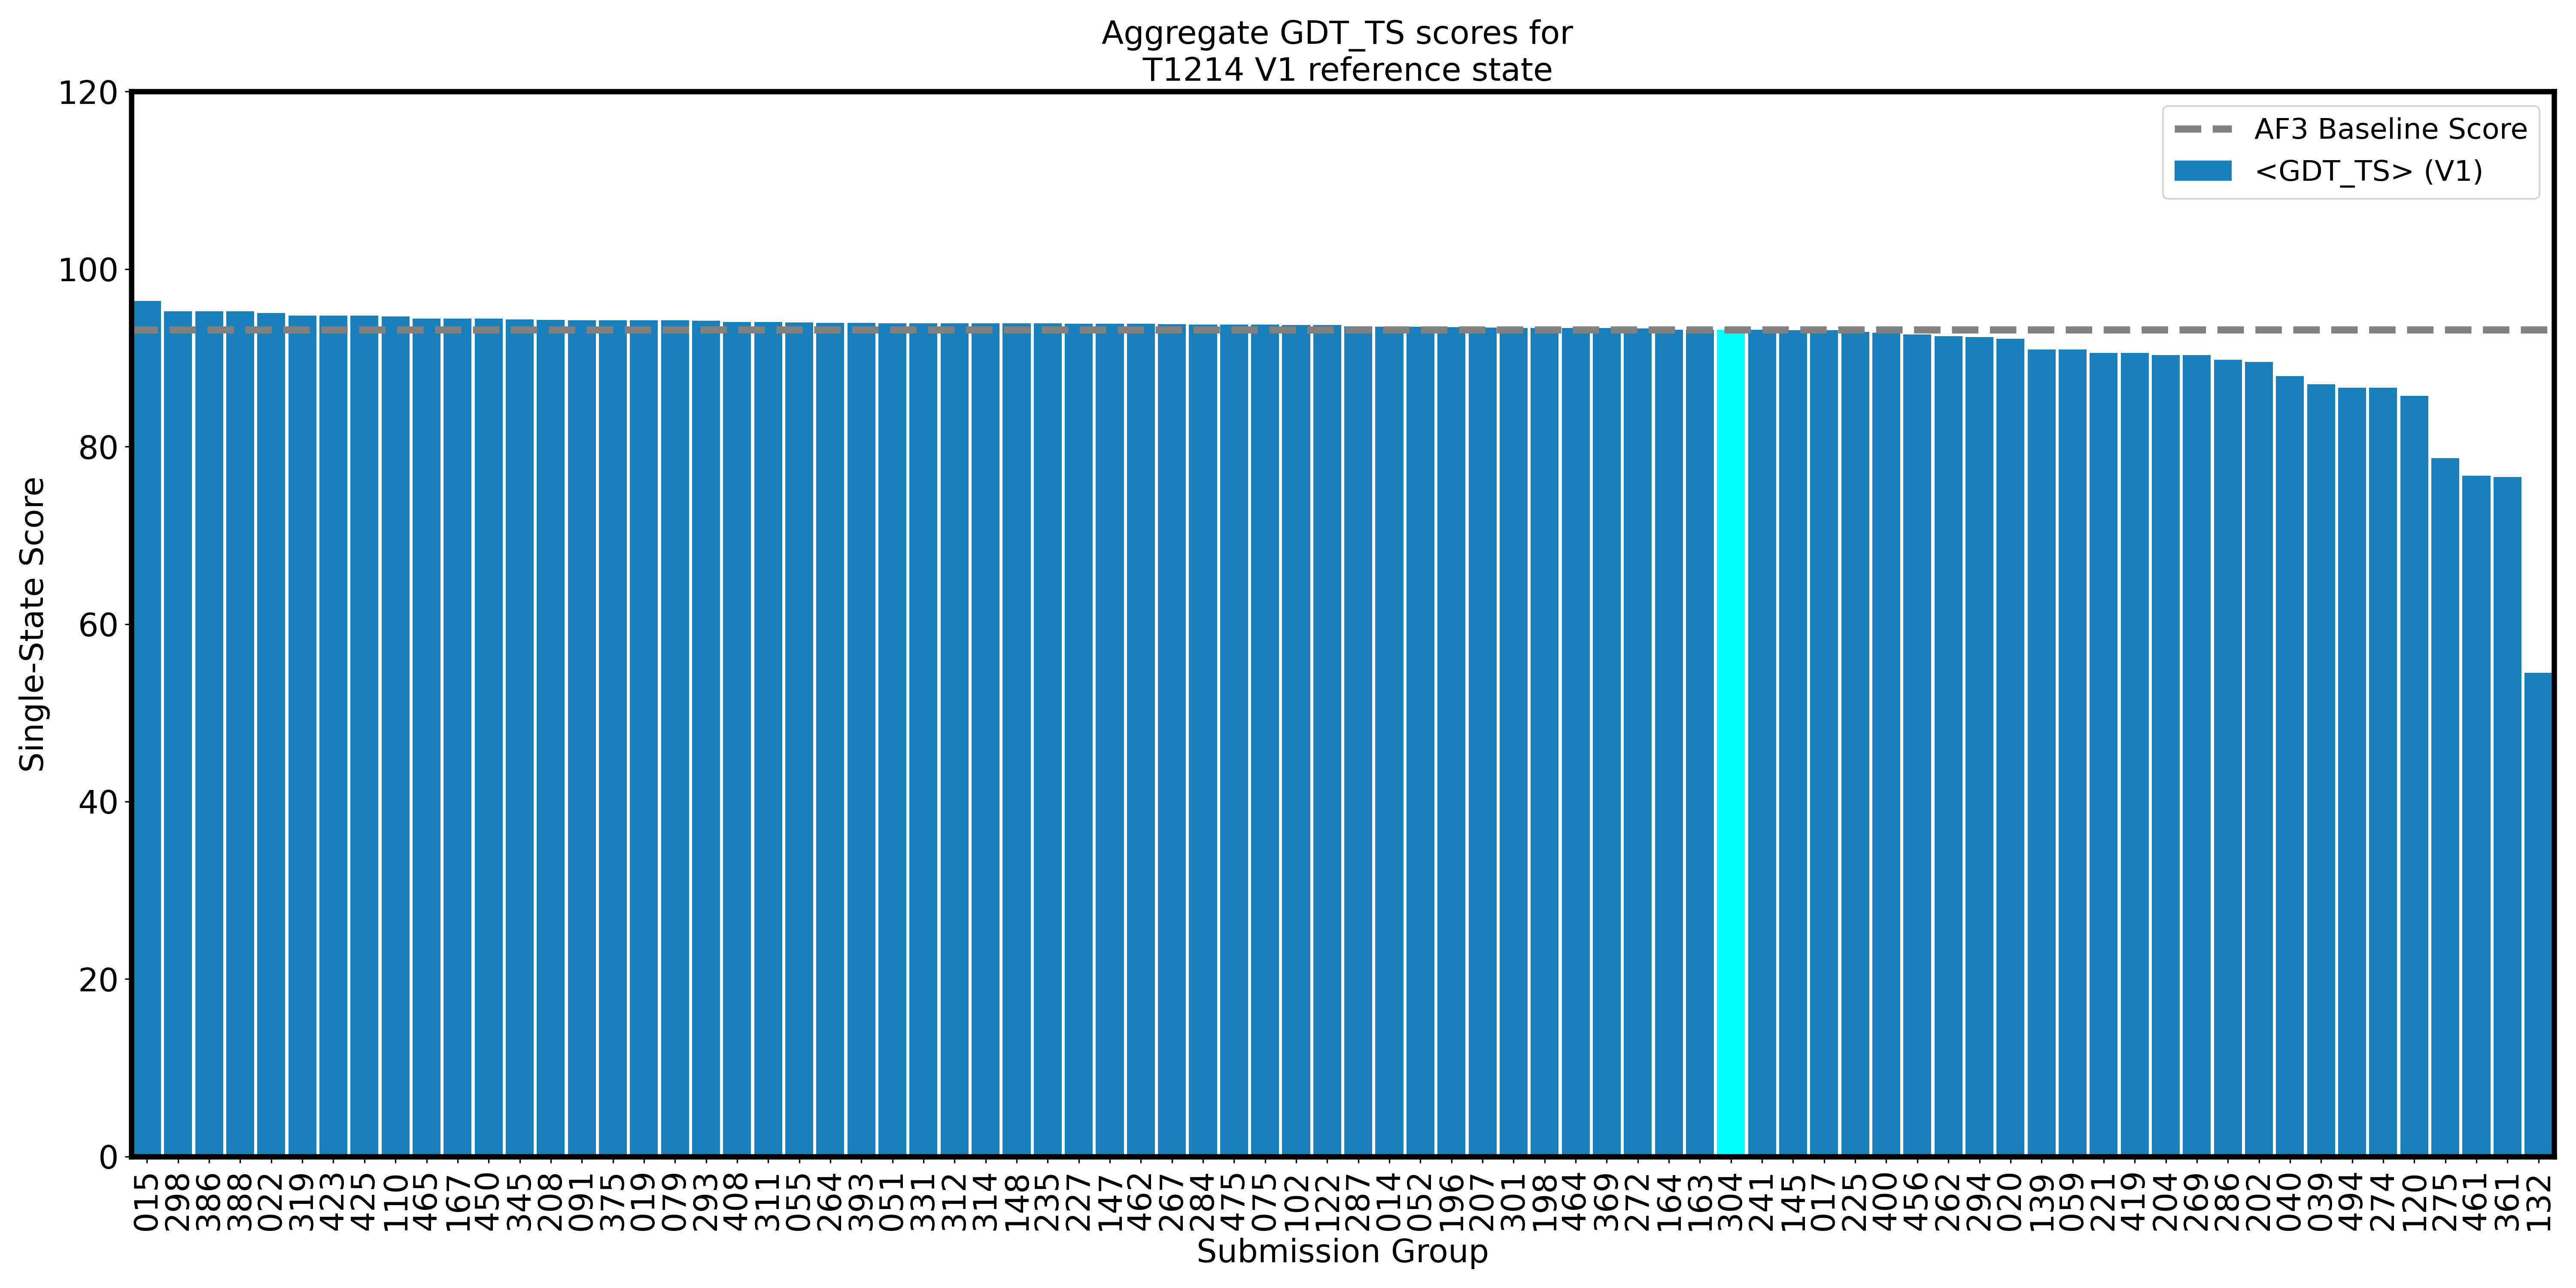 Aggregate GDT_TS scores for
T1214 V1 reference state
AF3 Baseline Score
<GDT_TS> (V1)
Single-State Score
120
100
80
60
40
20
0
015 298 386 388 022 319 423 425 110 465 167 450 345 208 091 375 019 079 293 408 311 055 264 393 051 331 312 314 148 235 227 147 462 267 284 475 075 102 122 287 014 052 196 207 301 198 464 369 272 164 163 304 241 145 017 225 400 456 262 294 020 139 059 221 419 204 269 286 202 040 039 494 274 120 275 461 361 132
Submission Group